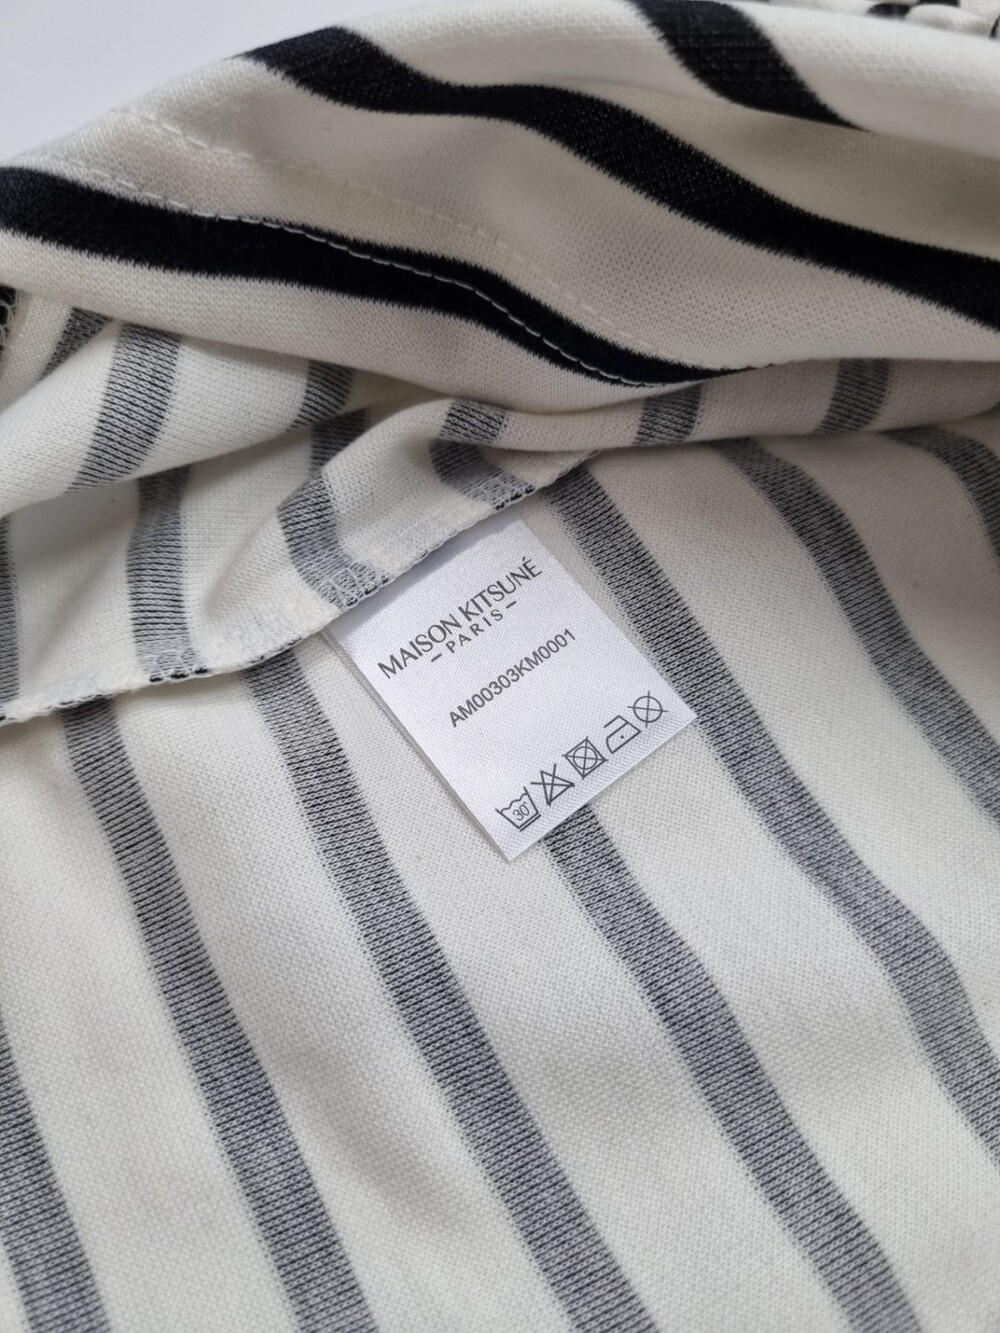 MAISON KITSUNÉ
PARIS
AM00303KM0001
30°